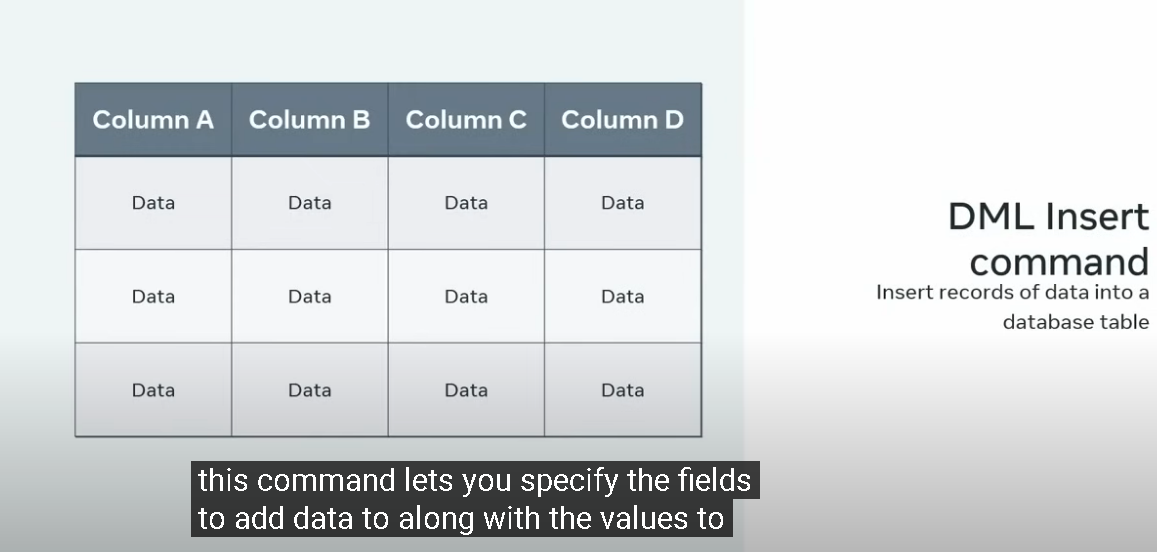 Column A Column B Column C Column D
Data Data Data Data
Data Data Data Data
Data Data Data Data
DML Insert
command
Insert records of data into a
database table
this command lets you specify the fields
to add data to along with the values to